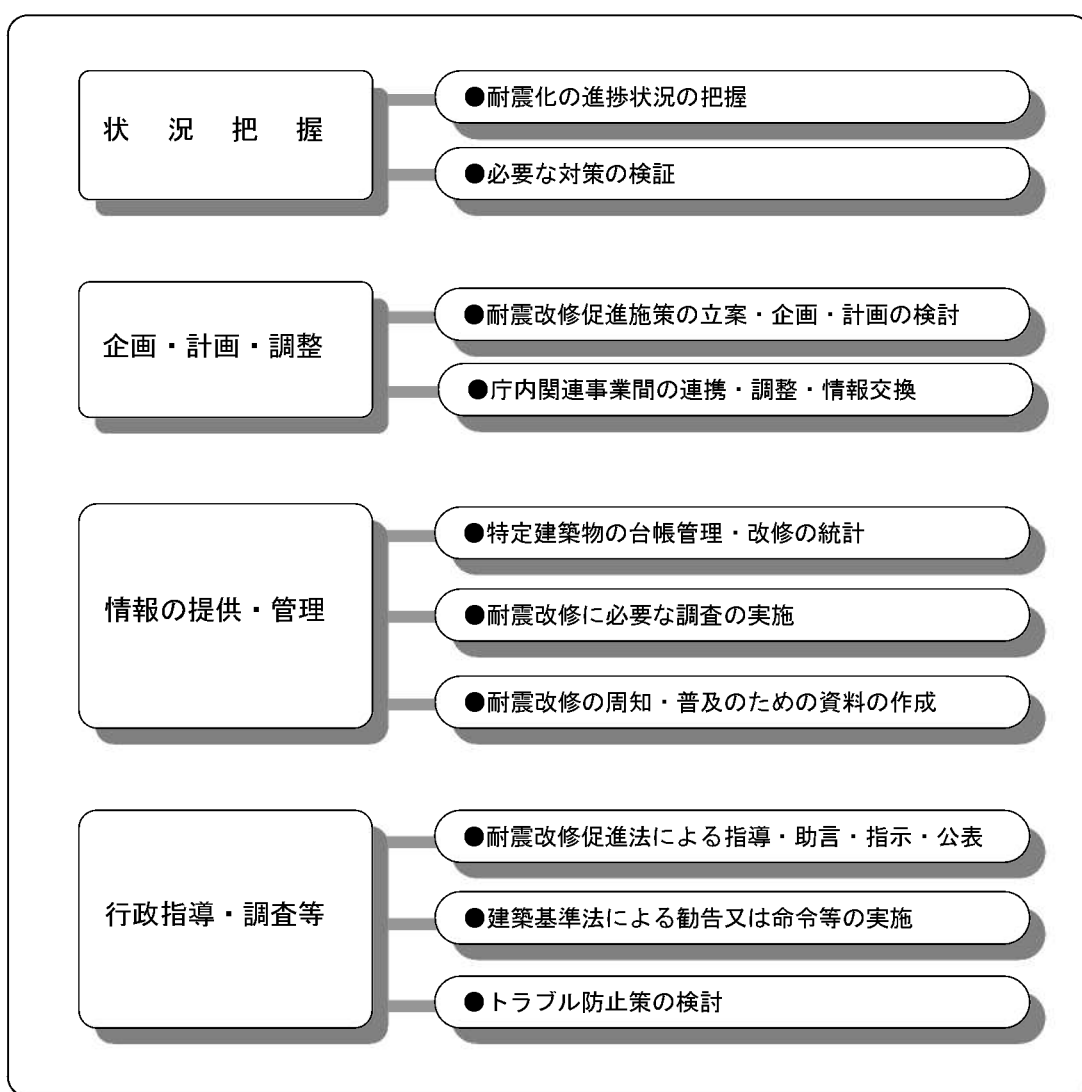 状況把握
●耐震化の進捗状況の把握
●必要な対策の検証
企画・計画・調整
●耐震改修促進施策の立案・企画・計画の検討
●庁内関連事業間の連携・調整・情報交換
情報の提供・管理
●特定建築物の台帳管理・改修の統計
●耐震改修に必要な調査の実施
●耐震改修の周知・普及のための資料の作成
行政指導・調査等
●耐震改修促進法による指導・助言・指示・公表
●建築基準法による勧告又は命令等の実施
●トラブル防止策の検討